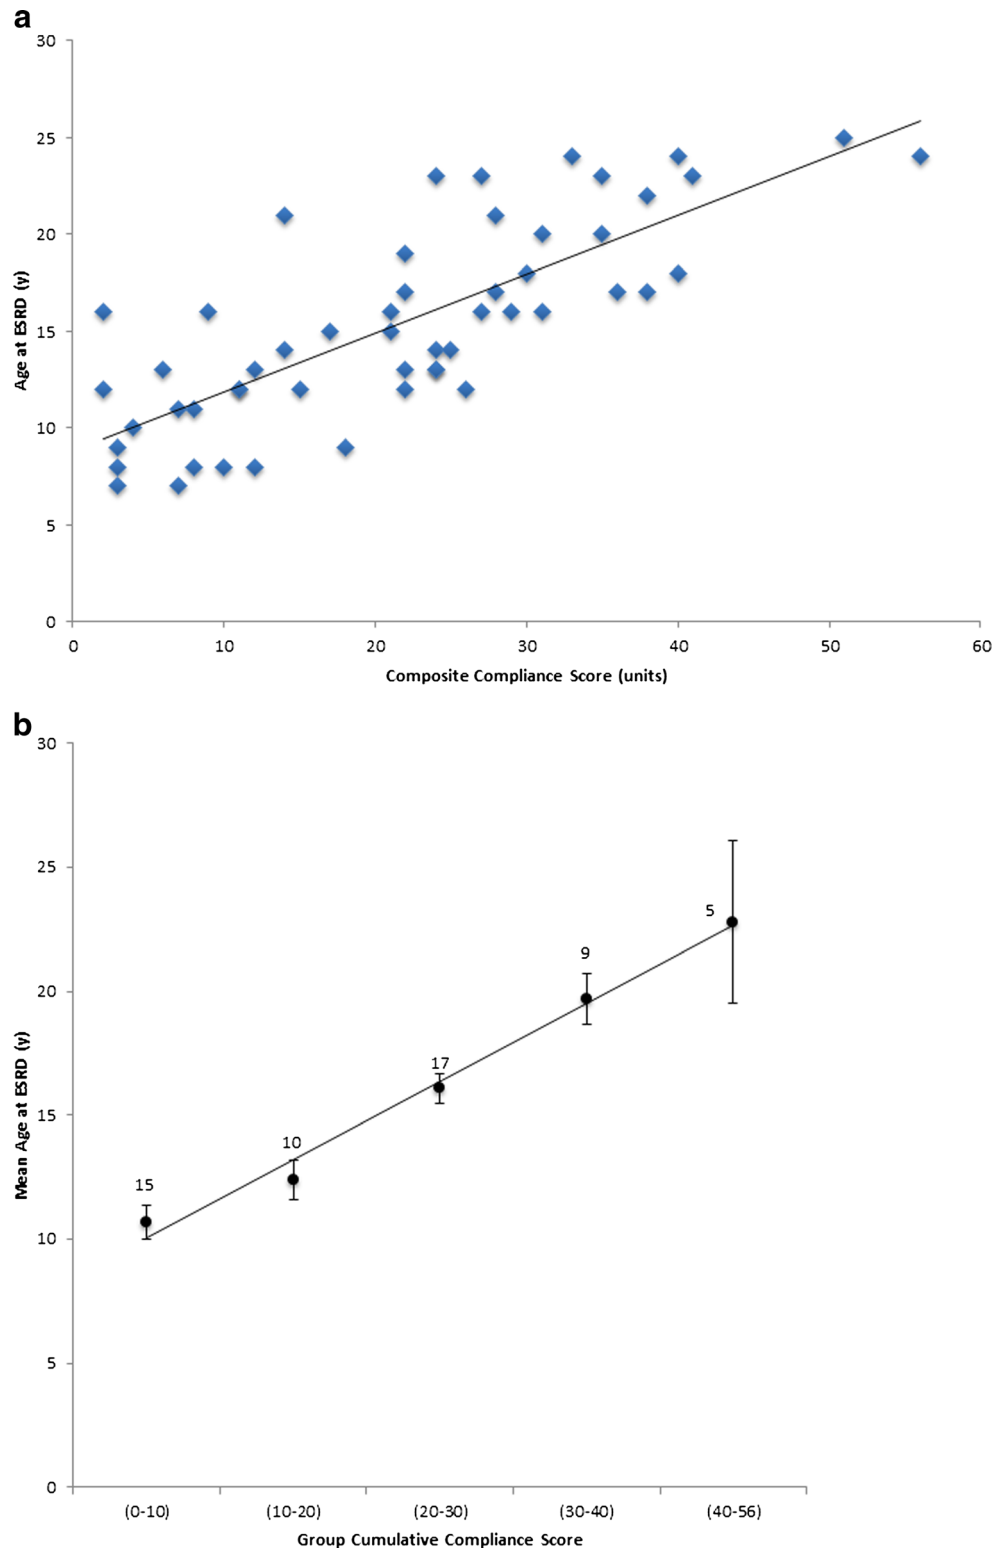 a
30
25
20
15
10
5
0
Age at ESRD (y)
0 10 20 30 40 50 60
Composite Compliance Score (units)
b
30
25
20
15
10
5
0
Mean Age at ESRD (y)
15
10
17
9
5
(0-10) (10-20) (20-30) (30-40) (40-56)
Group Cumulative Compliance Score